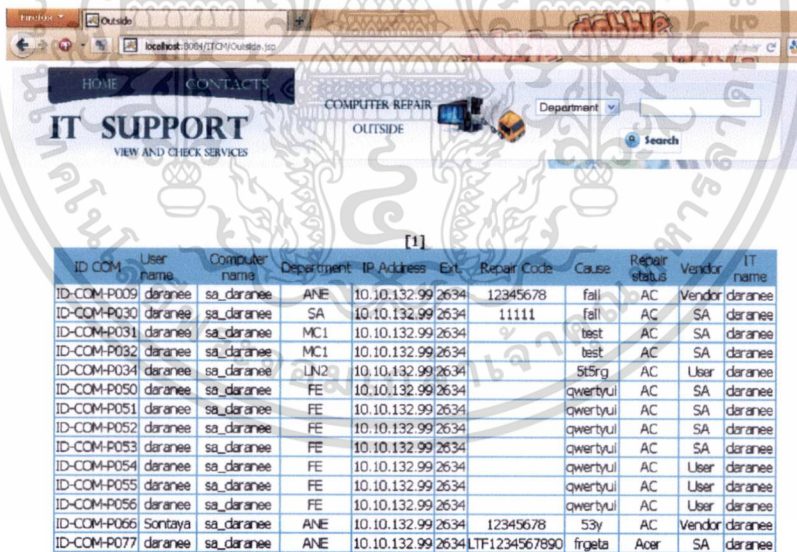 Firefox
Outside
localhost:8084/ITCM/Outside.jsp
HOME CONTACTS
IT SUPPORT
VIEW AND CHECK SERVICES
COMPUTER REPAIR
OUTSIDE
Department
Search
[1]
ID COM User name Computer name Department IP Address Ext. Repair Code Cause Repair status Vendor IT name
ID-COM-P009 daranee sa_daranee ANE 10.10.132.99 2634 12345678 fall AC Vendor daranee
ID-COM-P030 daranee sa_daranee SA 10.10.132.99 2634 11111 fall AC SA daranee
ID-COM-P031 daranee sa_daranee MC1 10.10.132.99 2634 test AC SA daranee
ID-COM-P032 daranee sa_daranee MC1 10.10.132.99 2634 test AC SA daranee
ID-COM-P034 daranee sa_daranee LN2 10.10.132.99 2634 5t5rg AC User daranee
ID-COM-P050 daranee sa_daranee FE 10.10.132.99 2634 qwertyui AC SA daranee
ID-COM-P051 daranee sa_daranee FE 10.10.132.99 2634 qwertyui AC SA daranee
ID-COM-P052 daranee sa_daranee FE 10.10.132.99 2634 qwertyui AC SA daranee
ID-COM-P053 daranee sa_daranee FE 10.10.132.99 2634 qwertyui AC SA daranee
ID-COM-P054 daranee sa_daranee FE 10.10.132.99 2634 qwertyui AC User daranee
ID-COM-P055 daranee sa_daranee FE 10.10.132.99 2634 qwertyui AC User daranee
ID-COM-P056 daranee sa_daranee FE 10.10.132.99 2634 qwertyui AC User daranee
ID-COM-P066 Sontaya sa_daranee ANE 10.10.132.99 2634 12345678 53y AC Vendor daranee
ID-COM-P077 daranee sa_daranee ANE 10.10.132.99 2634 LTF1234567890 frgeta Acer SA daranee